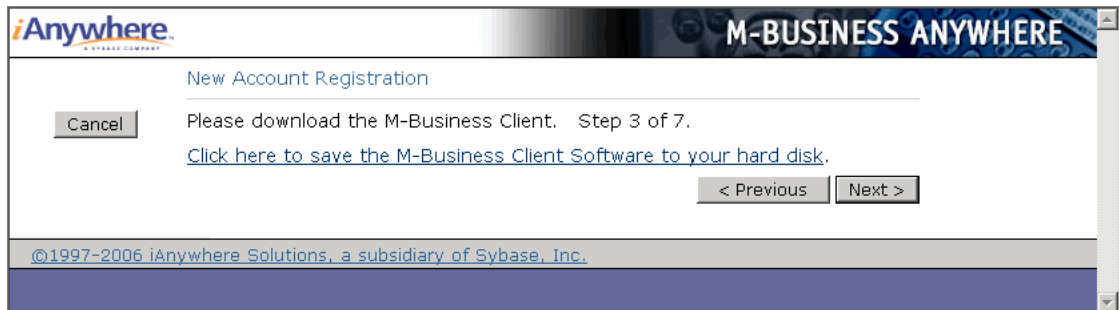 iAnywhere.
A SYBASE COMPANY
M-BUSINESS ANYWHERE
New Account Registration
Cancel
Please download the M-Business Client. Step 3 of 7.
Click here to save the M-Business Client Software to your hard disk.
< Previous
Next >
©1997-2006 iAnywhere Solutions, a subsidiary of Sybase, Inc.